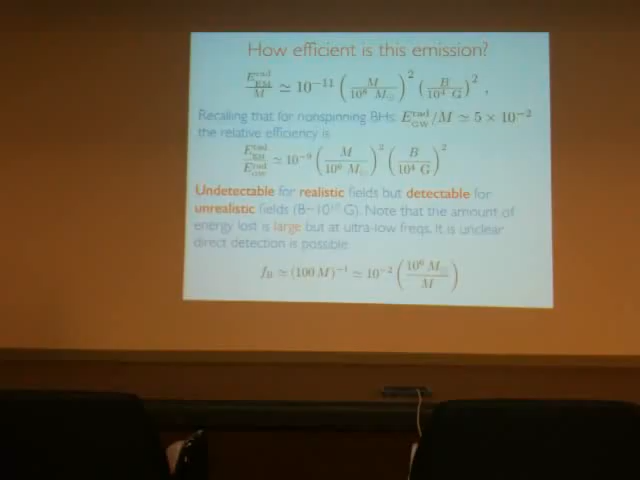 How efficient is this emission?
E^rad_EM / M ≃ 10^-11 (M / 10^8 M_⊙)^2 (B / 10^4 G)^2 ,
Recalling that for nonspinning BHs: E^rad_GW/M ≃ 5 × 10^-2
the relative efficiency is
E^rad_EM / E^rad_GW ≃ 10^-9 (M / 10^8 M_⊙)^2 (B / 10^4 G)^2
Undetectable for realistic fields but detectable for
unrealistic fields (B~10^10 G). Note that the amount of
energy lost is large but at ultra-low freqs. It is unclear
direct detection is possible
f_B ≃ (100 M)^-1 ≃ 10^-2 (10^6 M_⊙ / M)